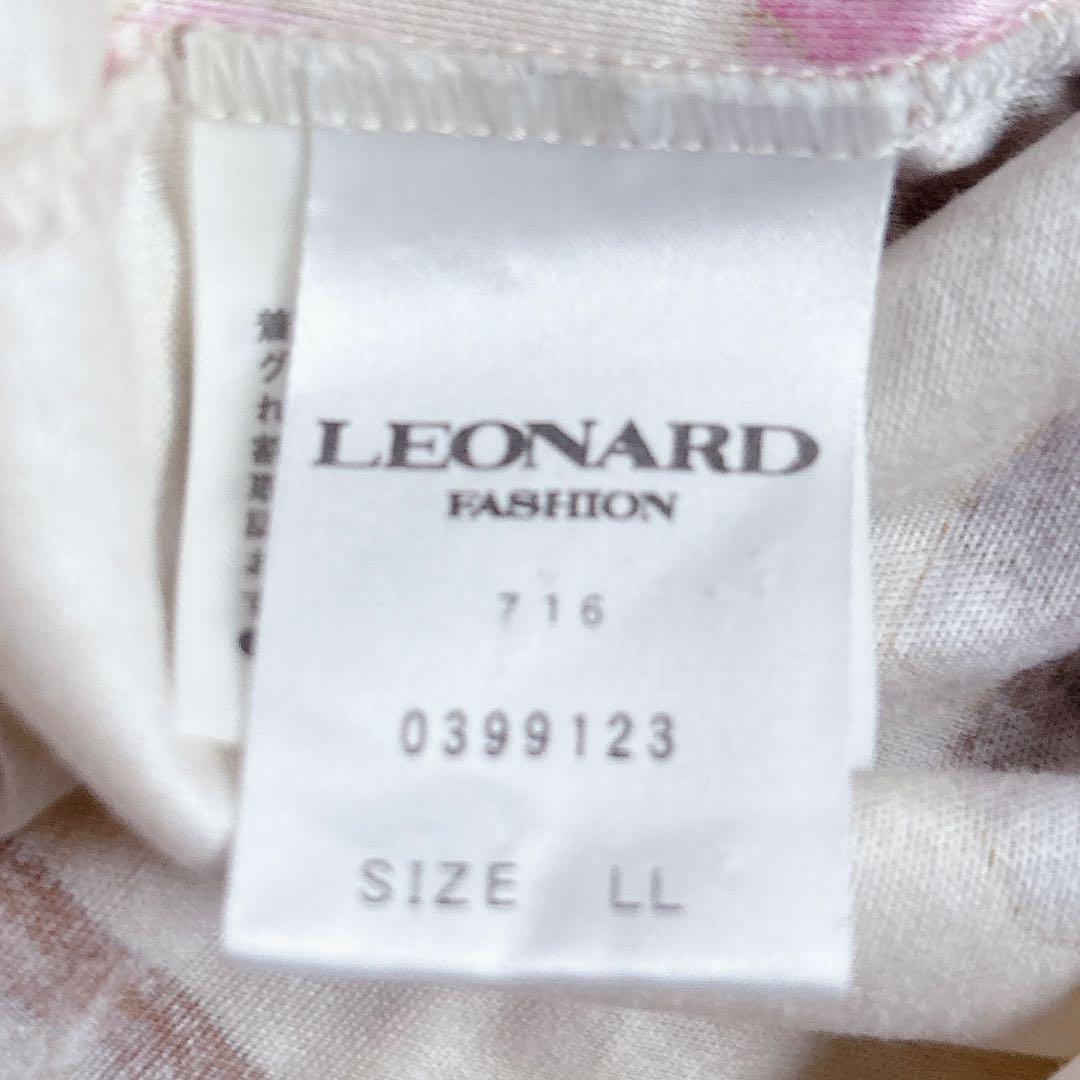 LEONARD
FASHION
716
0399123
SIZE LL